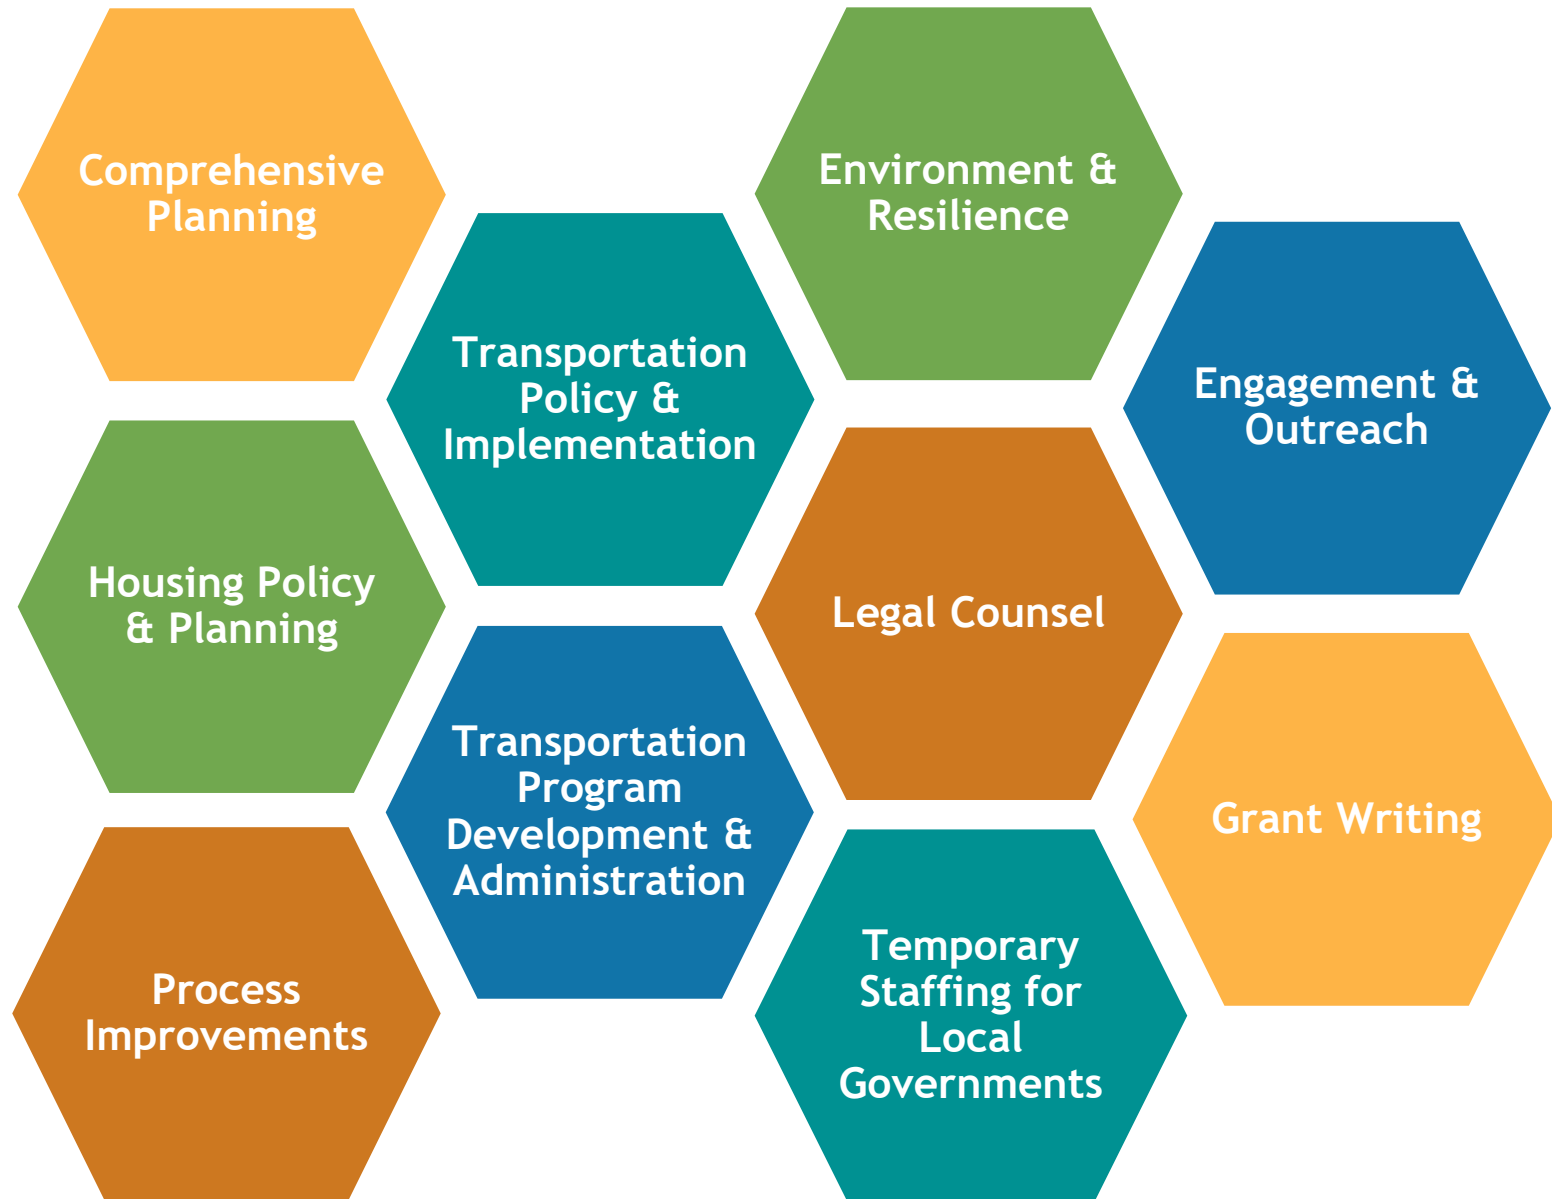 Comprehensive
Planning
Environment &
Resilience
Transportation
Policy &
Implementation
Engagement &
Outreach
Housing Policy
& Planning
Legal Counsel
Transportation
Program
Development &
Administration
Grant Writing
Process
Improvements
Temporary
Staffing for
Local
Governments